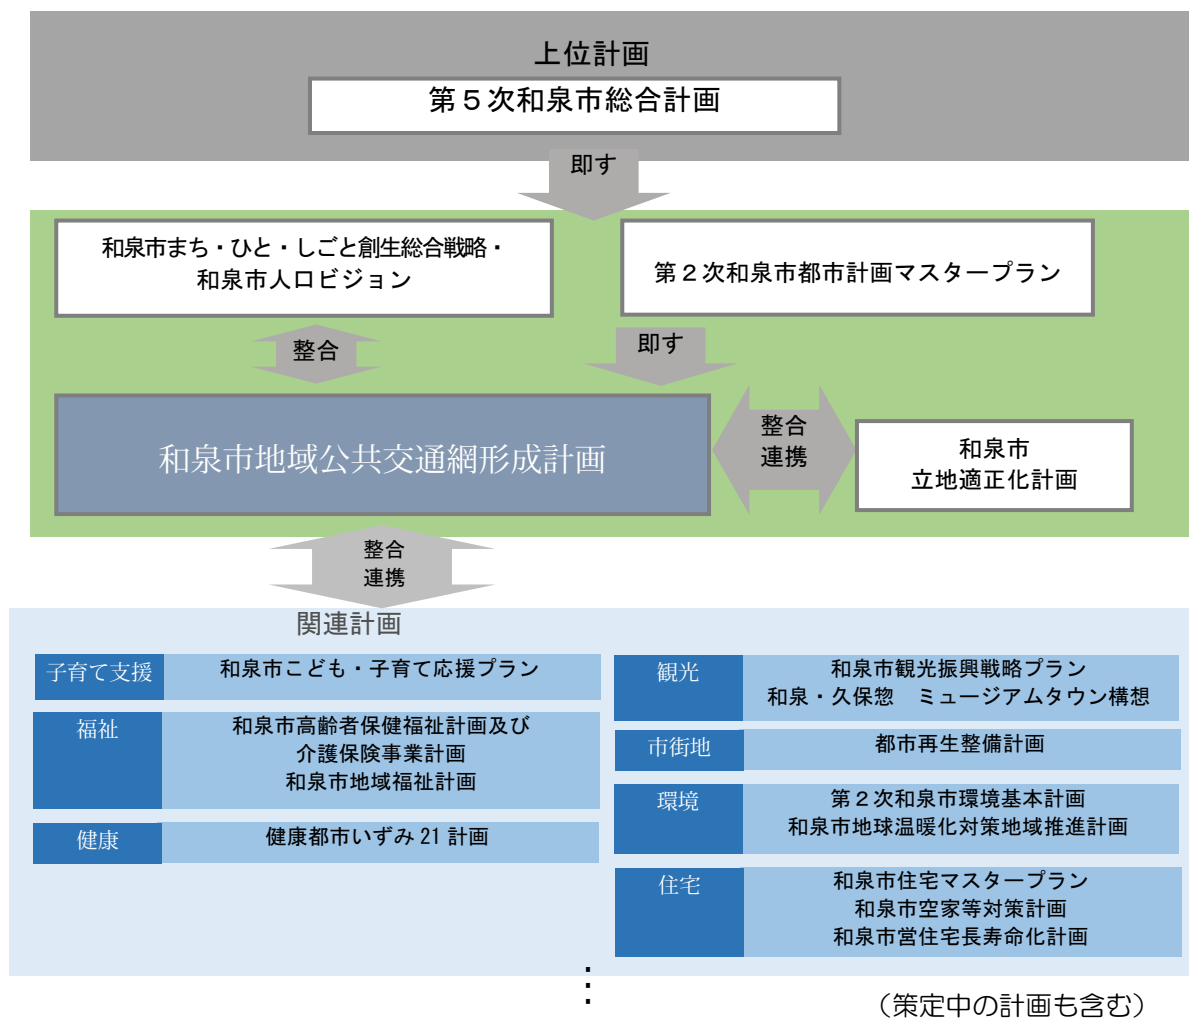 上位計画
第５次和泉市総合計画
即す
和泉市まち・ひと・しごと創生総合戦略・
和泉市人口ビジョン
第２次和泉市都市計画マスタープラン
整合
即す
和泉市地域公共交通網形成計画
整合
連携
和泉市
立地適正化計画
整合
連携
関連計画
子育て支援
和泉市こども・子育て応援プラン
福祉
和泉市高齢者保健福祉計画及び
介護保険事業計画
和泉市地域福祉計画
健康
健康都市いずみ 21 計画
観光
和泉市観光振興戦略プラン
和泉・久保惣　ミュージアムタウン構想
市街地
都市再生整備計画
環境
第２次和泉市環境基本計画
和泉市地球温暖化対策地域推進計画
住宅
和泉市住宅マスタープラン
和泉市空家等対策計画
和泉市営住宅長寿命化計画
⋮
（策定中の計画も含む）